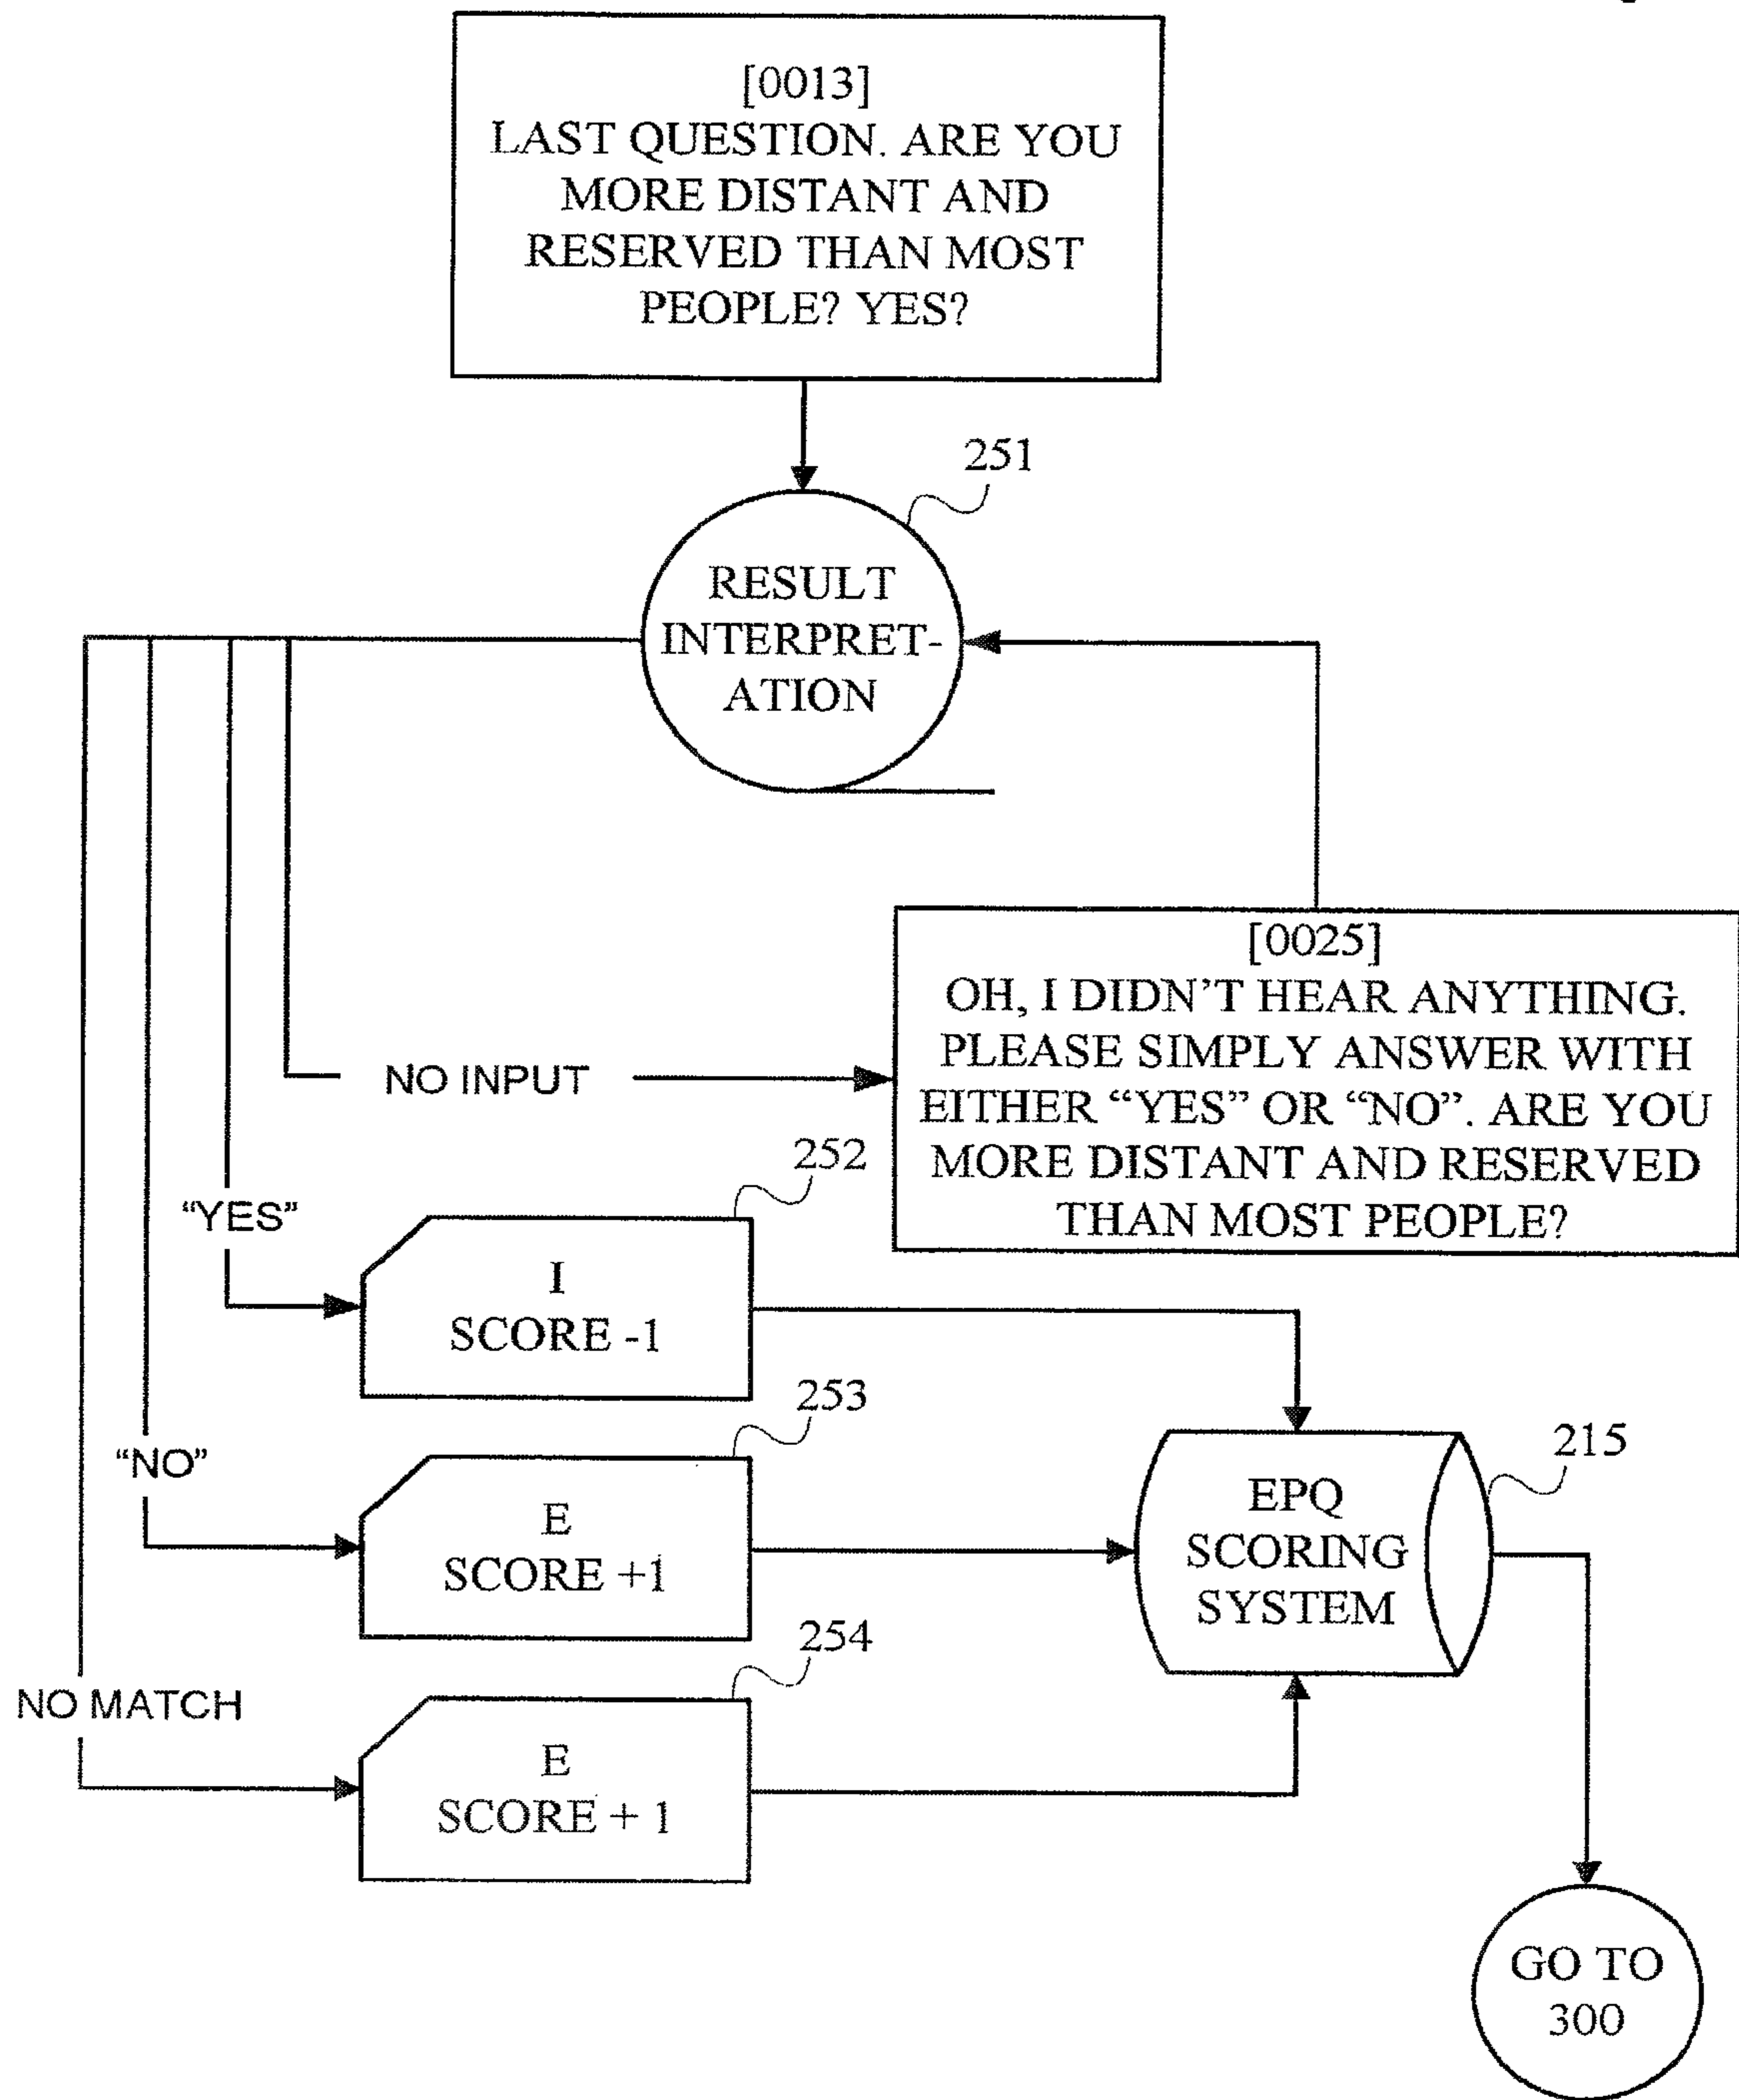 [0013]
LAST QUESTION. ARE YOU
MORE DISTANT AND
RESERVED THAN MOST
PEOPLE? YES?
251
RESULT
INTERPRET-
ATION
[0025]
OH, I DIDN'T HEAR ANYTHING.
PLEASE SIMPLY ANSWER WITH
EITHER “YES” OR “NO”. ARE YOU
MORE DISTANT AND RESERVED
THAN MOST PEOPLE?
NO INPUT
252
“YES”
I
SCORE -1
253
“NO”
E
SCORE +1
215
EPQ
SCORING
SYSTEM
254
NO MATCH
E
SCORE + 1
GO TO
300